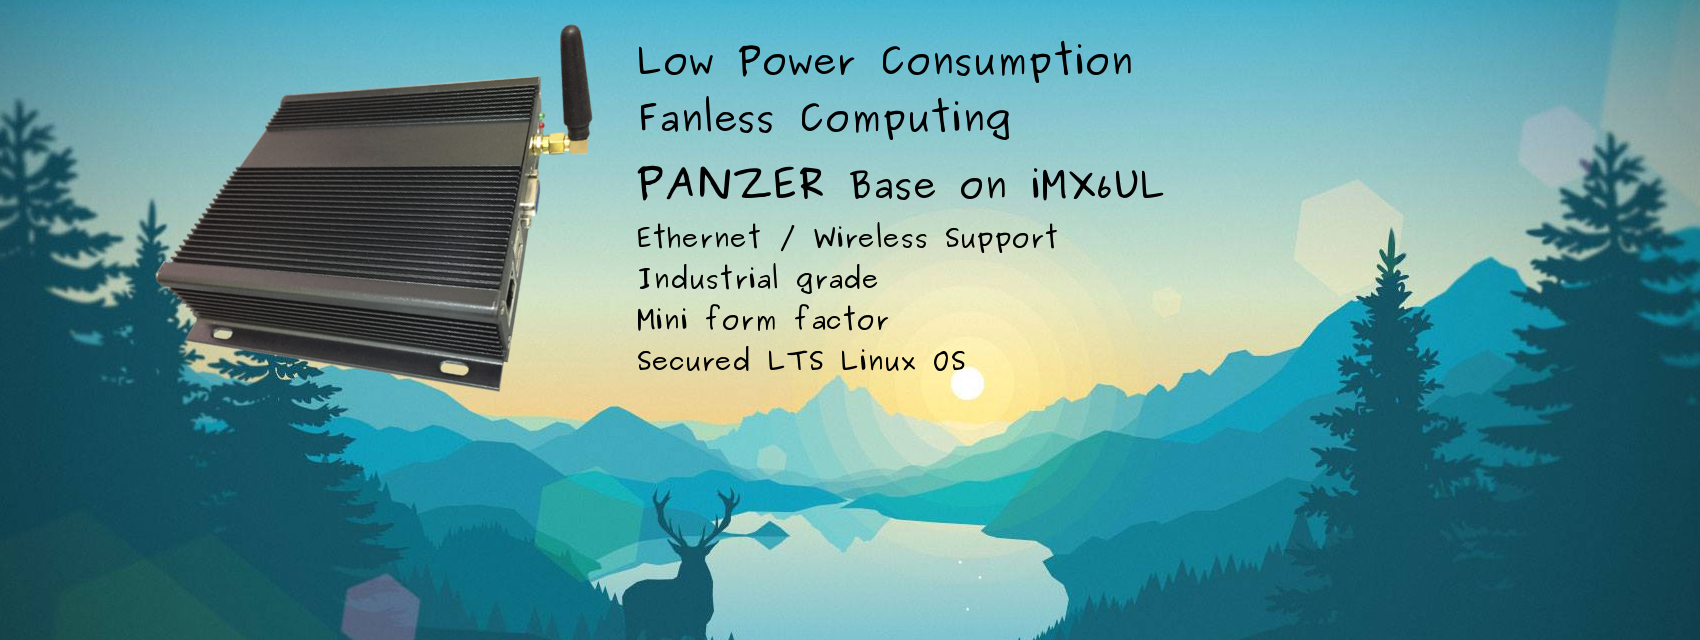 Low Power Consumption
Fanless Computing
PANZER Base on iMX6UL
Ethernet / Wireless Support
Industrial grade
Mini form factor
Secured LTS Linux OS